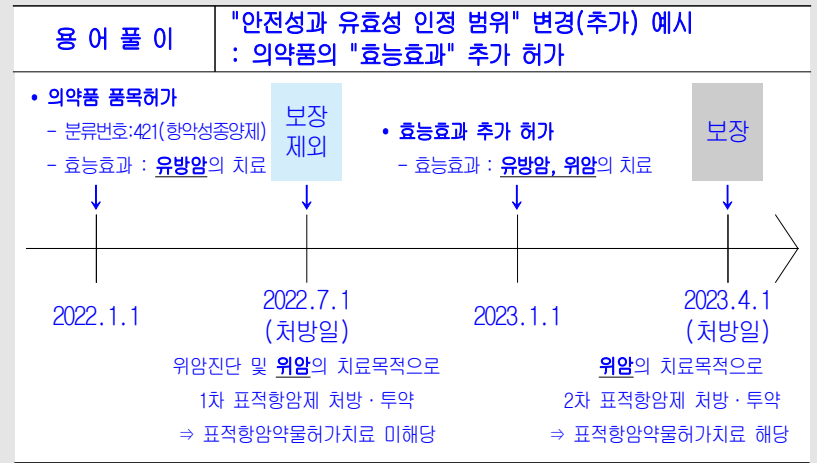 용 어 풀 이
"안전성과 유효성 인정 범위" 변경(추가) 예시
: 의약품의 "효능효과" 추가 허가
• 의약품 품목허가
- 분류번호:421(항악성종양제)
- 효능효과 : 유방암의 치료
보장
제외
• 효능효과 추가 허가
- 효능효과 : 유방암, 위암의 치료
보장
2022.1.1
2022.7.1
(처방일)
2023.1.1
2023.4.1
(처방일)
위암진단 및 위암의 치료목적으로
1차 표적항암제 처방·투약
⇒ 표적항암약물허가치료 미해당
위암의 치료목적으로
2차 표적항암제 처방·투약
⇒ 표적항암약물허가치료 해당